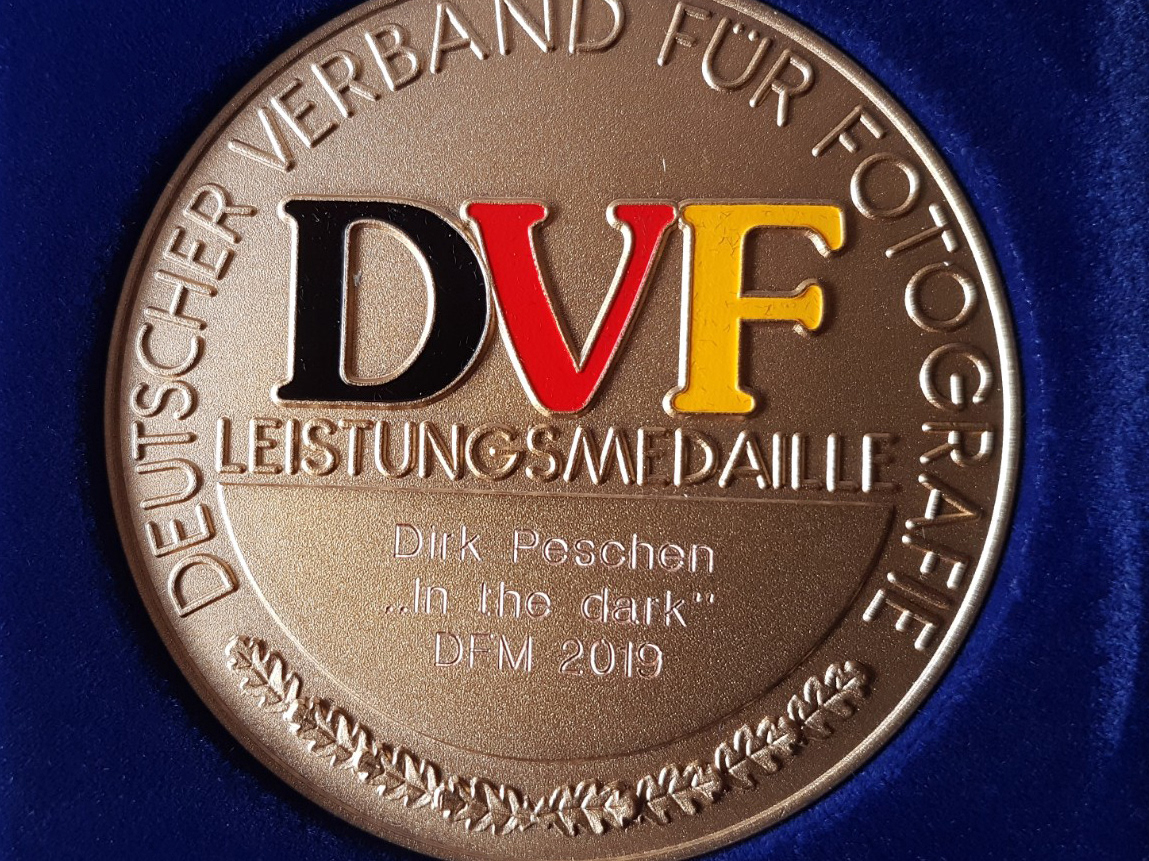 DEUTSCHER VERBAND FÜR FOTOGRAFIE
DVF
LEISTUNGSMEDAILLE
Dirk Peschen
„In the dark"
DFM 2019